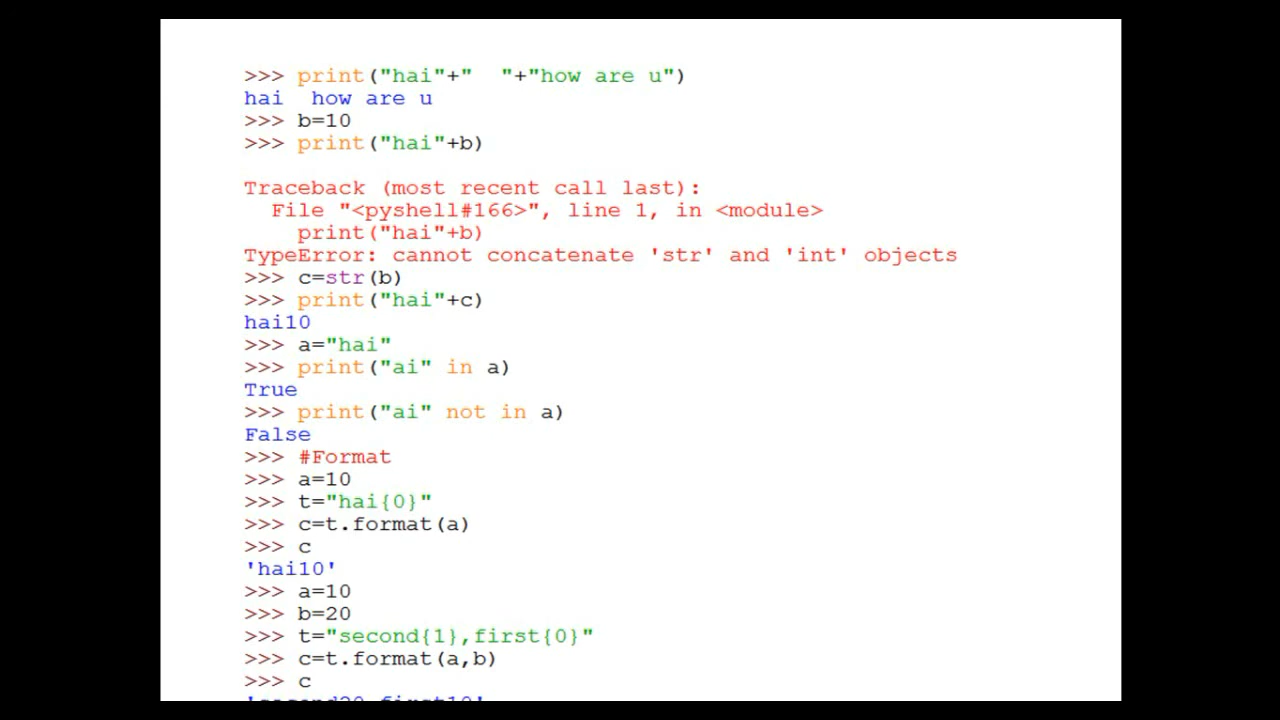 >>> print("hai"+"  "+"how are u")
hai  how are u
>>> b=10
>>> print("hai"+b)

Traceback (most recent call last):
  File "<pyshell#166>", line 1, in <module>
    print("hai"+b)
TypeError: cannot concatenate 'str' and 'int' objects
>>> c=str(b)
>>> print("hai"+c)
hai10
>>> a="hai"
>>> print("ai" in a)
True
>>> print("ai" not in a)
False
>>> #Format
>>> a=10
>>> t="hai{0}"
>>> c=t.format(a)
>>> c
'hai10'
>>> a=10
>>> b=20
>>> t="second{1},first{0}"
>>> c=t.format(a,b)
>>> c
'second20,first10'